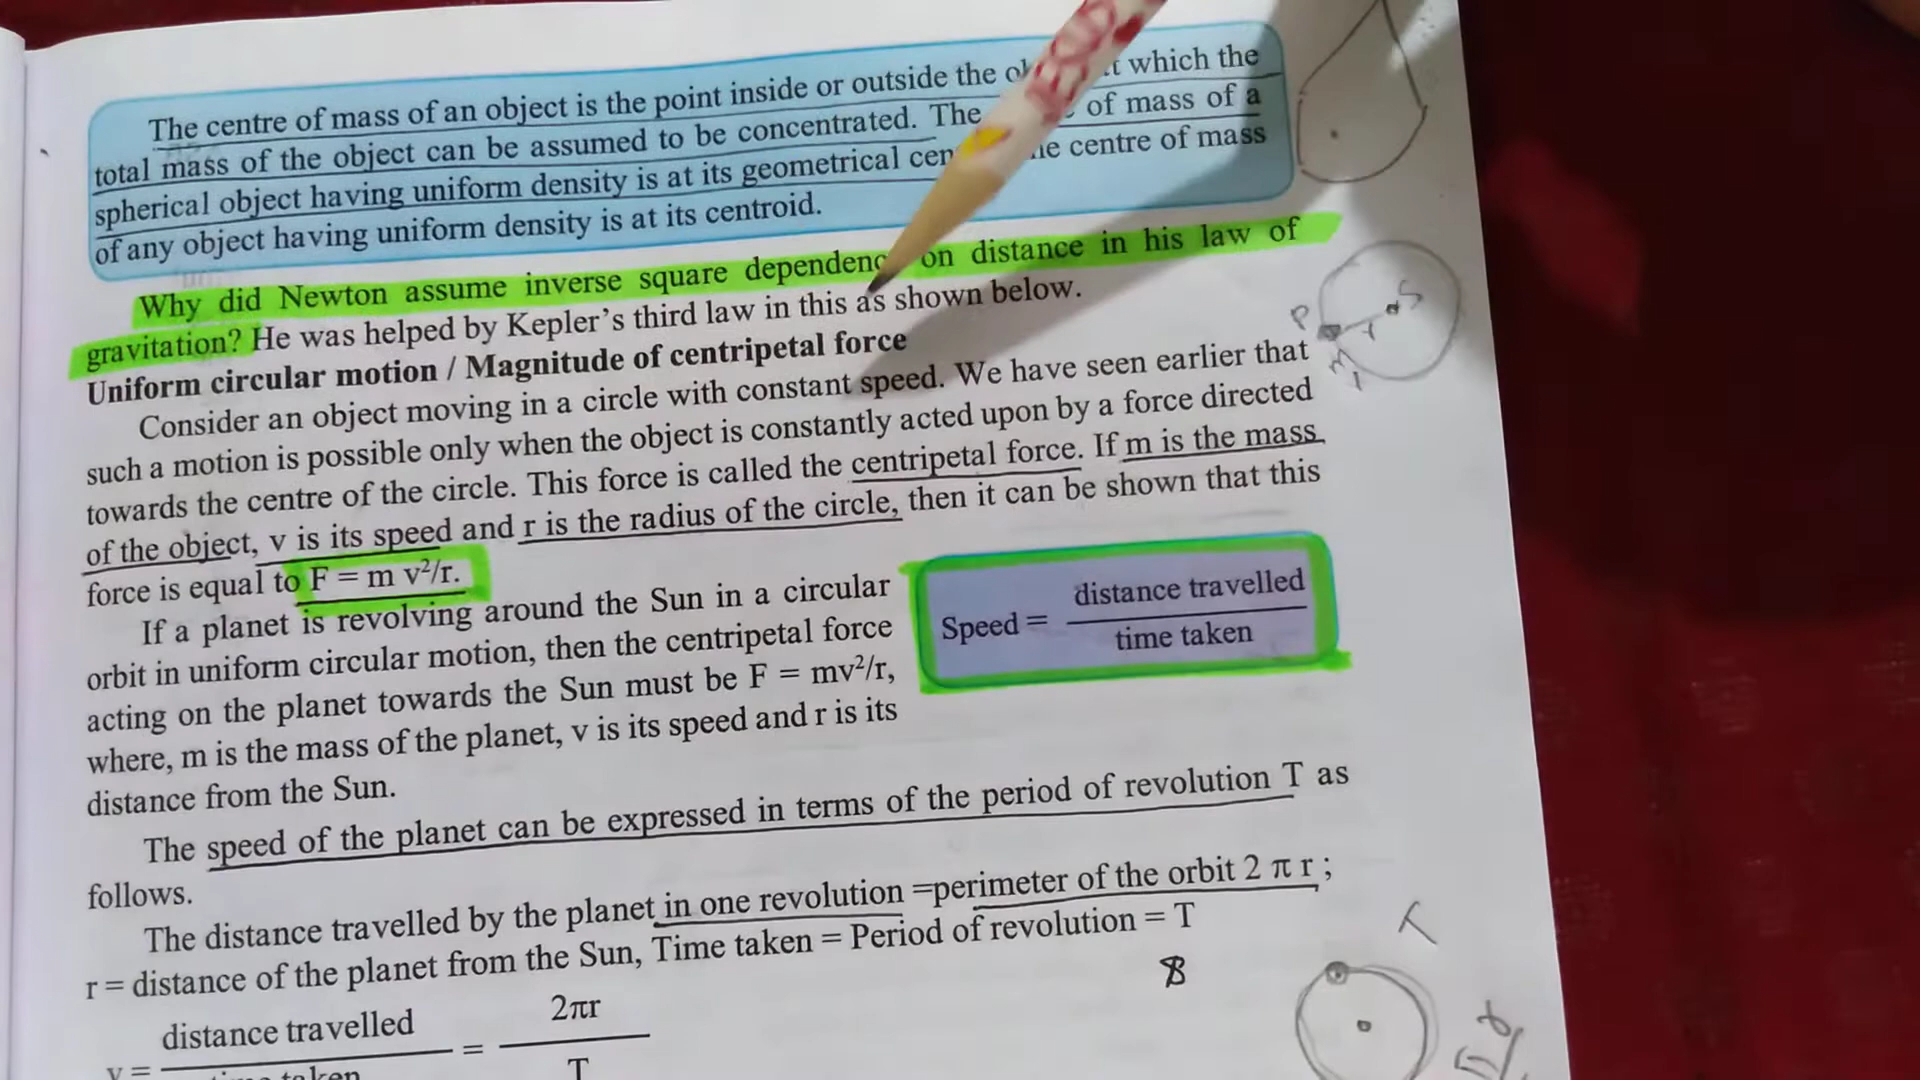 The centre of mass of an object is the point inside or outside the which the
total mass of the object can be assumed to be concentrated. The of mass of a
spherical object having uniform density is at its geometrical centre of mass
of any object having uniform density is at its centroid.
Why did Newton assume inverse square on distance in his law of
gravitation? He was helped by Kepler's third law in this as shown below.
Uniform circular motion / Magnitude of centripetal force
Consider an object moving in a circle with constant speed. We have seen earlier that
such a motion is possible only when the object is constantly acted upon by a force directed
towards the centre of the circle. This force is called the centripetal force. If m is the mass
of the object, v is its speed and r is the radius of the circle, then it can be shown that this
force is equal to F = m v²/r.
If a planet is revolving around the Sun in a circular
orbit in uniform circular motion, then the centripetal force
acting on the planet towards the Sun must be F = mv²/r,
where, m is the mass of the planet, v is its speed and r is its
distance from the Sun.
Speed = distance travelled
time taken
The speed of the planet can be expressed in terms of the period of revolution T as
follows.
The distance travelled by the planet in one revolution =perimeter of the orbit 2 π r ;
r = distance of the planet from the Sun, Time taken = Period of revolution = T
distance travelled 2πr
v = =
taken T
P r S
T